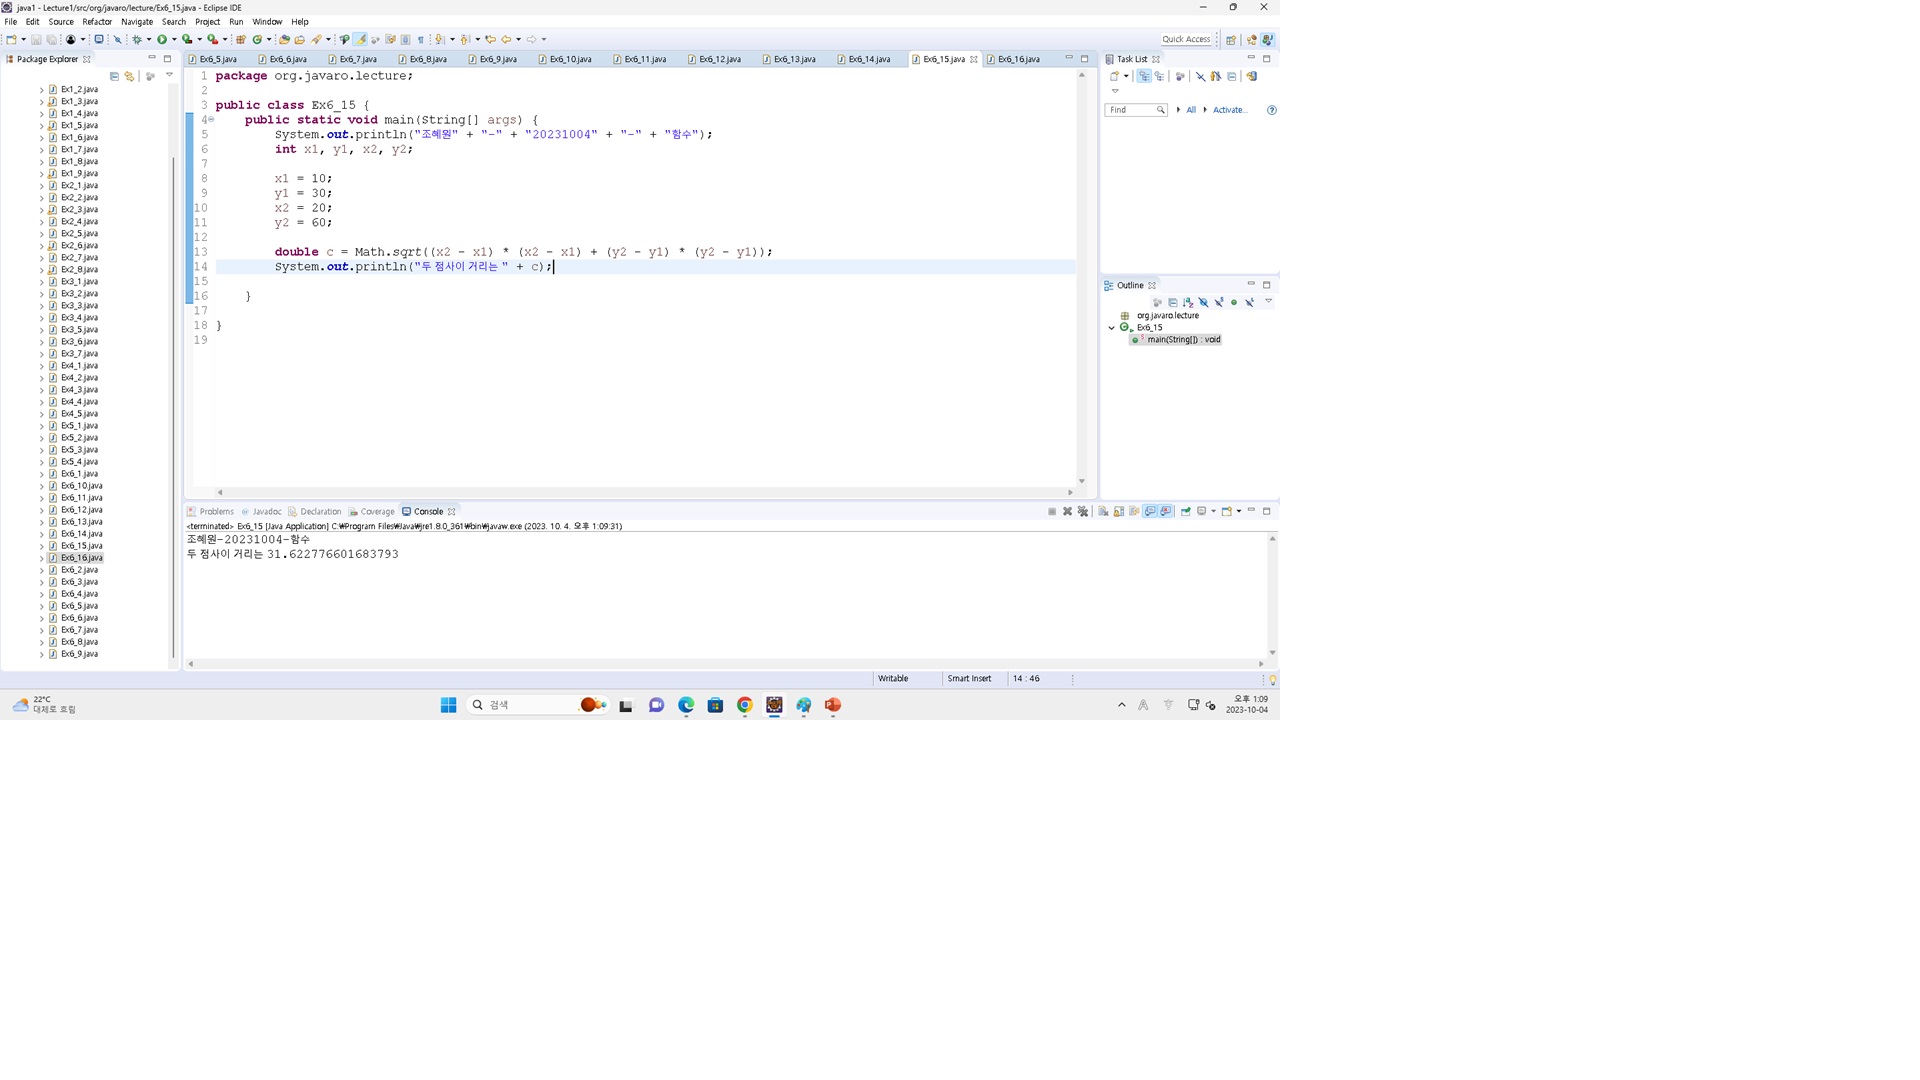 java1 - Lecture1/src/org/javaro/lecture/Ex6_15.java - Eclipse IDE
File Edit Source Refactor Navigate Search Project Run Window Help
Quick Access
Package Explorer
Ex1_2.java
Ex1_3.java
Ex1_4.java
Ex1_5.java
Ex1_6.java
Ex1_7.java
Ex1_8.java
Ex1_9.java
Ex2_1.java
Ex2_2.java
Ex2_3.java
Ex2_4.java
Ex2_5.java
Ex2_6.java
Ex2_7.java
Ex2_8.java
Ex3_1.java
Ex3_2.java
Ex3_3.java
Ex3_4.java
Ex3_5.java
Ex3_6.java
Ex3_7.java
Ex4_1.java
Ex4_2.java
Ex4_3.java
Ex4_4.java
Ex4_5.java
Ex5_1.java
Ex5_2.java
Ex5_3.java
Ex5_4.java
Ex6_1.java
Ex6_10.java
Ex6_11.java
Ex6_12.java
Ex6_13.java
Ex6_14.java
Ex6_15.java
Ex6_16.java
Ex6_2.java
Ex6_3.java
Ex6_4.java
Ex6_5.java
Ex6_6.java
Ex6_7.java
Ex6_8.java
Ex6_9.java
Ex6_5.java Ex6_6.java Ex6_7.java Ex6_8.java Ex6_9.java Ex6_10.java Ex6_11.java Ex6_12.java Ex6_13.java Ex6_14.java Ex6_15.java Ex6_16.java
1 package org.javaro.lecture;
2
3 public class Ex6_15 {
4 public static void main(String[] args) {
5 System.out.println("조혜원" + "-" + "20231004" + "-" + "함수");
6 int x1, y1, x2, y2;
7
8 x1 = 10;
9 y1 = 30;
10 x2 = 20;
11 y2 = 60;
12
13 double c = Math.sqrt((x2 - x1) * (x2 - x1) + (y2 - y1) * (y2 - y1));
14 System.out.println("두 점사이 거리는 " + c);
15
16 }
17
18 }
19
Task List
Find All Activate...
Outline
org.javaro.lecture
Ex6_15
main(String[]) : void
Problems Javadoc Declaration Coverage Console
<terminated> Ex6_15 [Java Application] C:₩Program Files₩Java₩jre1.8.0_361₩bin₩javaw.exe (2023. 10. 4. 오후 1:09:31)
조혜원-20231004-함수
두 점사이 거리는 31.622776601683793
Writable Smart Insert 14 : 46
22°C
대체로 흐림
검색
오후 1:09
2023-10-04